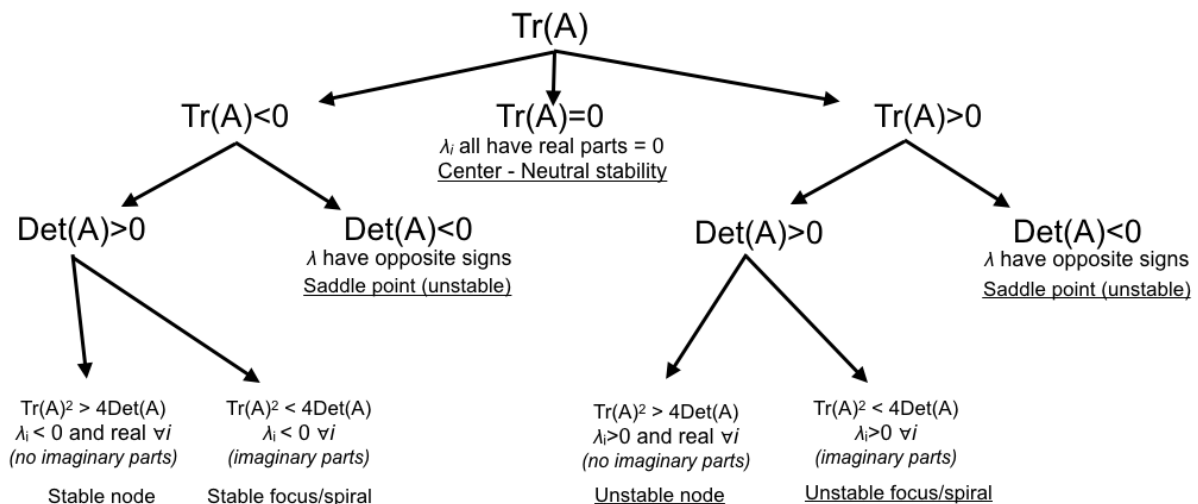 Tr(A)
Tr(A)<0
Tr(A)=0
λᵢ all have real parts = 0
Center - Neutral stability
Tr(A)>0
Det(A)>0
Det(A)<0
λ have opposite signs
Saddle point (unstable)
Det(A)>0
Det(A)<0
λ have opposite signs
Saddle point (unstable)
Tr(A)² > 4Det(A)
λᵢ < 0 and real ∀i
(no imaginary parts)
Stable node
Tr(A)² < 4Det(A)
λᵢ < 0 ∀i
(imaginary parts)
Stable focus/spiral
Tr(A)² > 4Det(A)
λᵢ>0 and real ∀i
(no imaginary parts)
Unstable node
Tr(A)² < 4Det(A)
λᵢ>0 ∀i
(imaginary parts)
Unstable focus/spiral